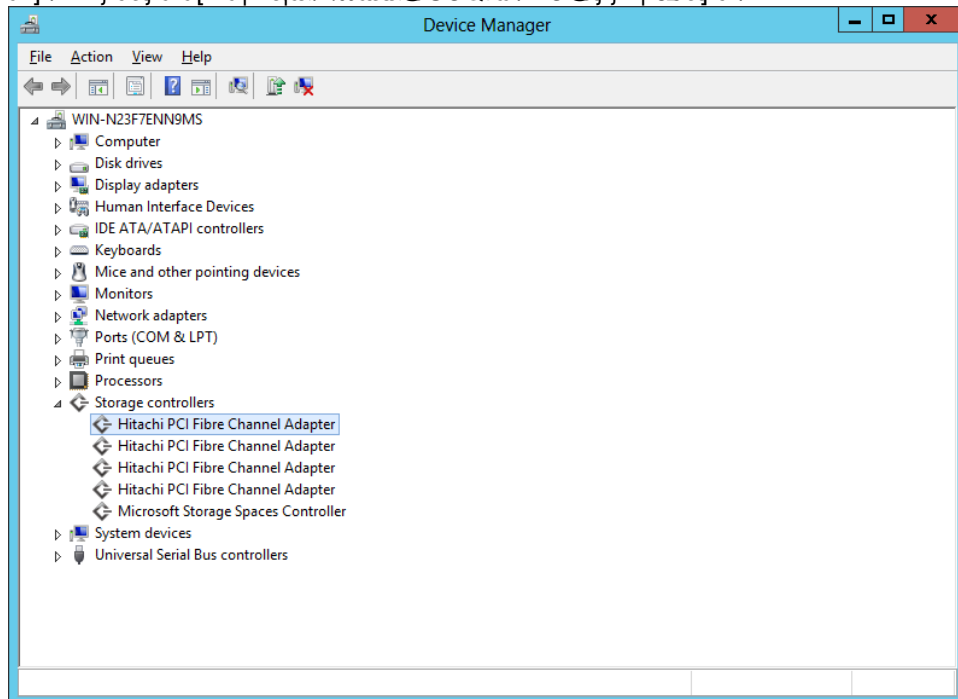 Device Manager
File Action View Help
WIN-N23F7ENN9MS
Computer
Disk drives
Display adapters
Human Interface Devices
IDE ATA/ATAPI controllers
Keyboards
Mice and other pointing devices
Monitors
Network adapters
Ports (COM & LPT)
Print queues
Processors
Storage controllers
Hitachi PCI Fibre Channel Adapter
Hitachi PCI Fibre Channel Adapter
Hitachi PCI Fibre Channel Adapter
Hitachi PCI Fibre Channel Adapter
Microsoft Storage Spaces Controller
System devices
Universal Serial Bus controllers